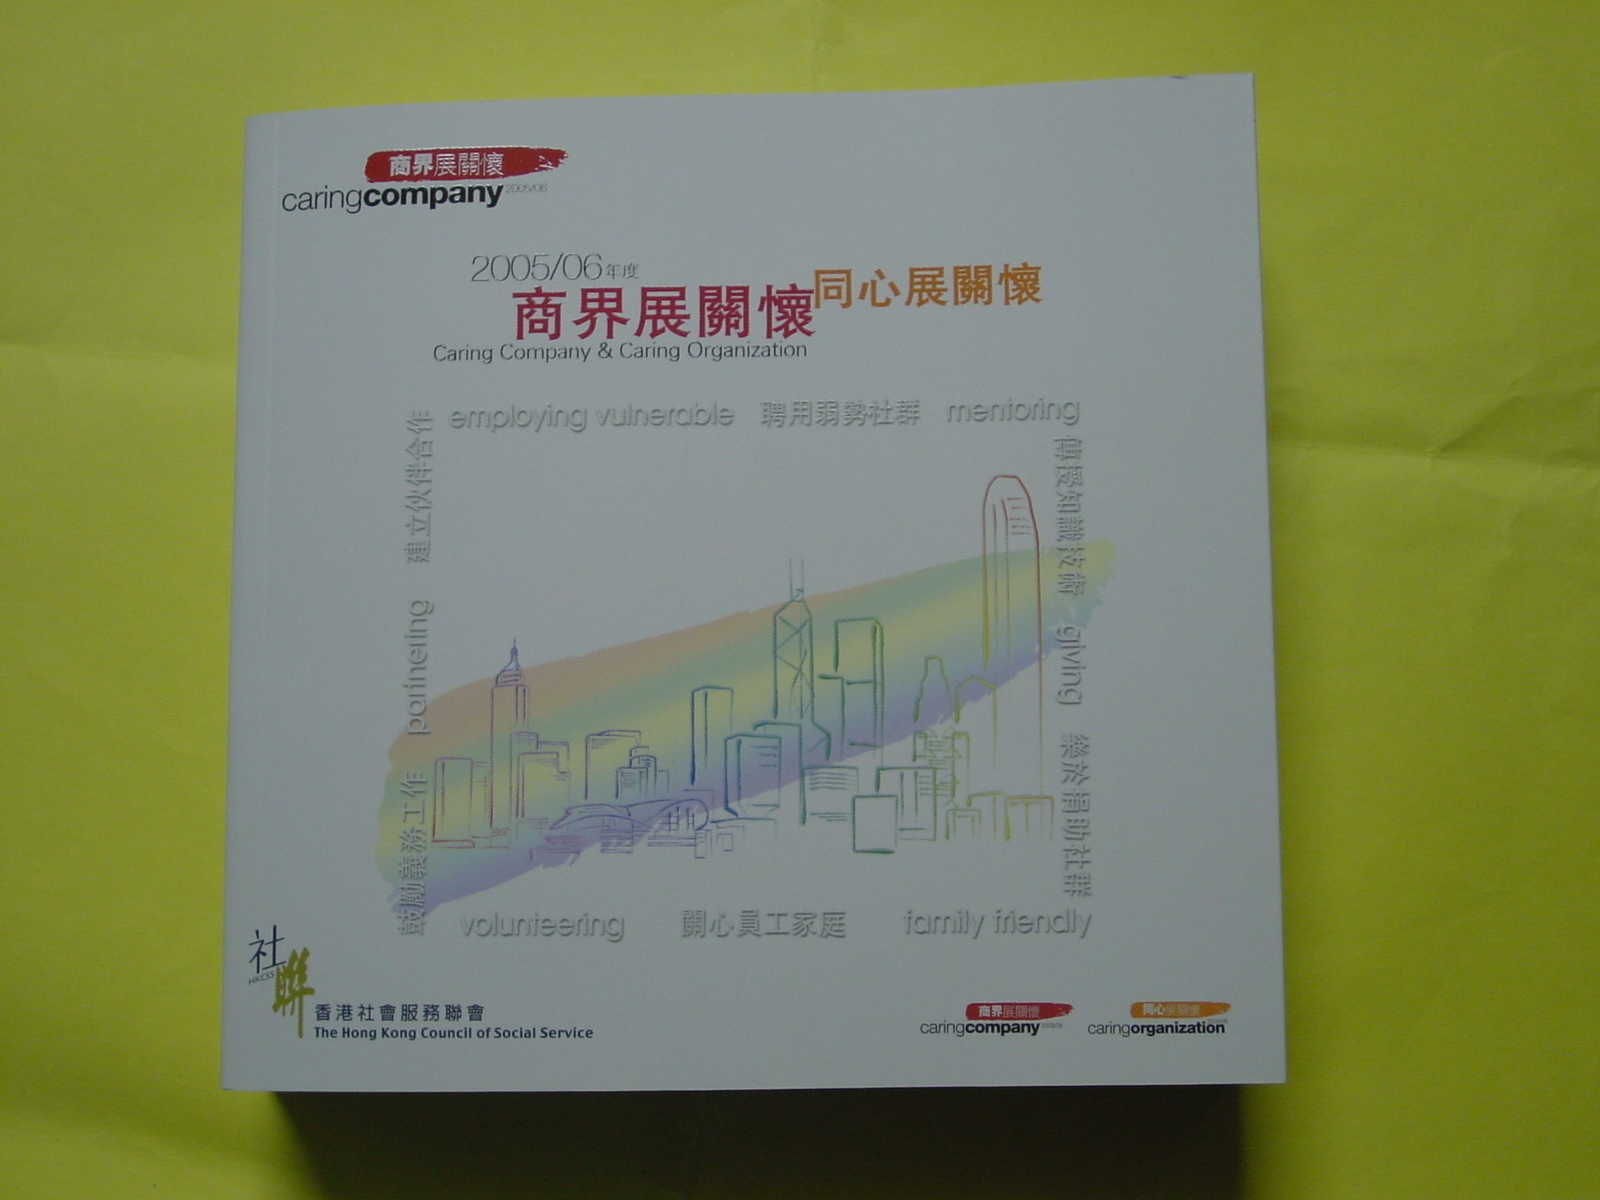 商界展關懷
caringcompany 2005/06
2005/06年度
商界展關懷 同心展關懷
Caring Company & Caring Organization
employing vulnerable 聘用弱勢社群 mentoring
傳授知識技術 giving 樂於捐助社群
鼓勵義務工作 partnering 建立伙伴合作
volunteering 關心員工家庭 family friendly
社聯
HKCSS
香港社會服務聯會
The Hong Kong Council of Social Service
商界展關懷
caringcompany 2005/06
同心展關懷
caringorganization